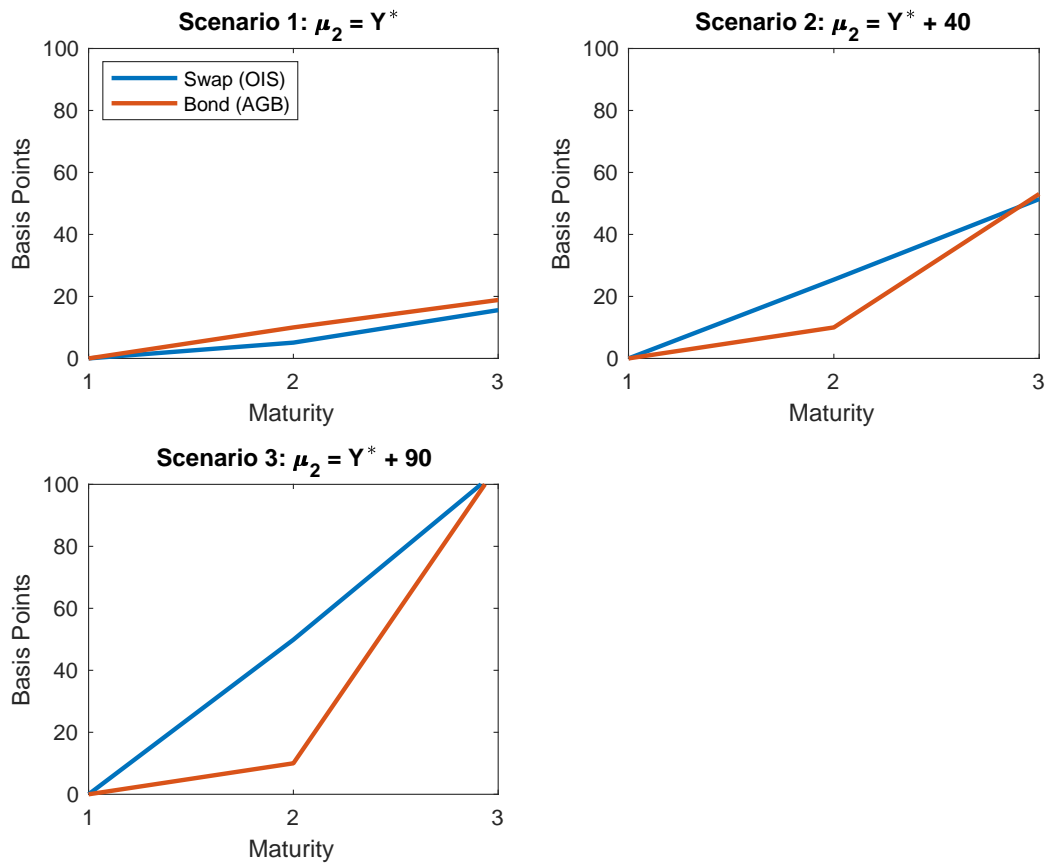 Scenario 1: μ2 = Y*
100
80
60
40
20
0
Basis Points
Swap (OIS)
Bond (AGB)
1
2
3
Maturity
Scenario 2: μ2 = Y* + 40
100
80
60
40
20
0
Basis Points
1
2
3
Maturity
Scenario 3: μ2 = Y* + 90
100
80
60
40
20
0
Basis Points
1
2
3
Maturity